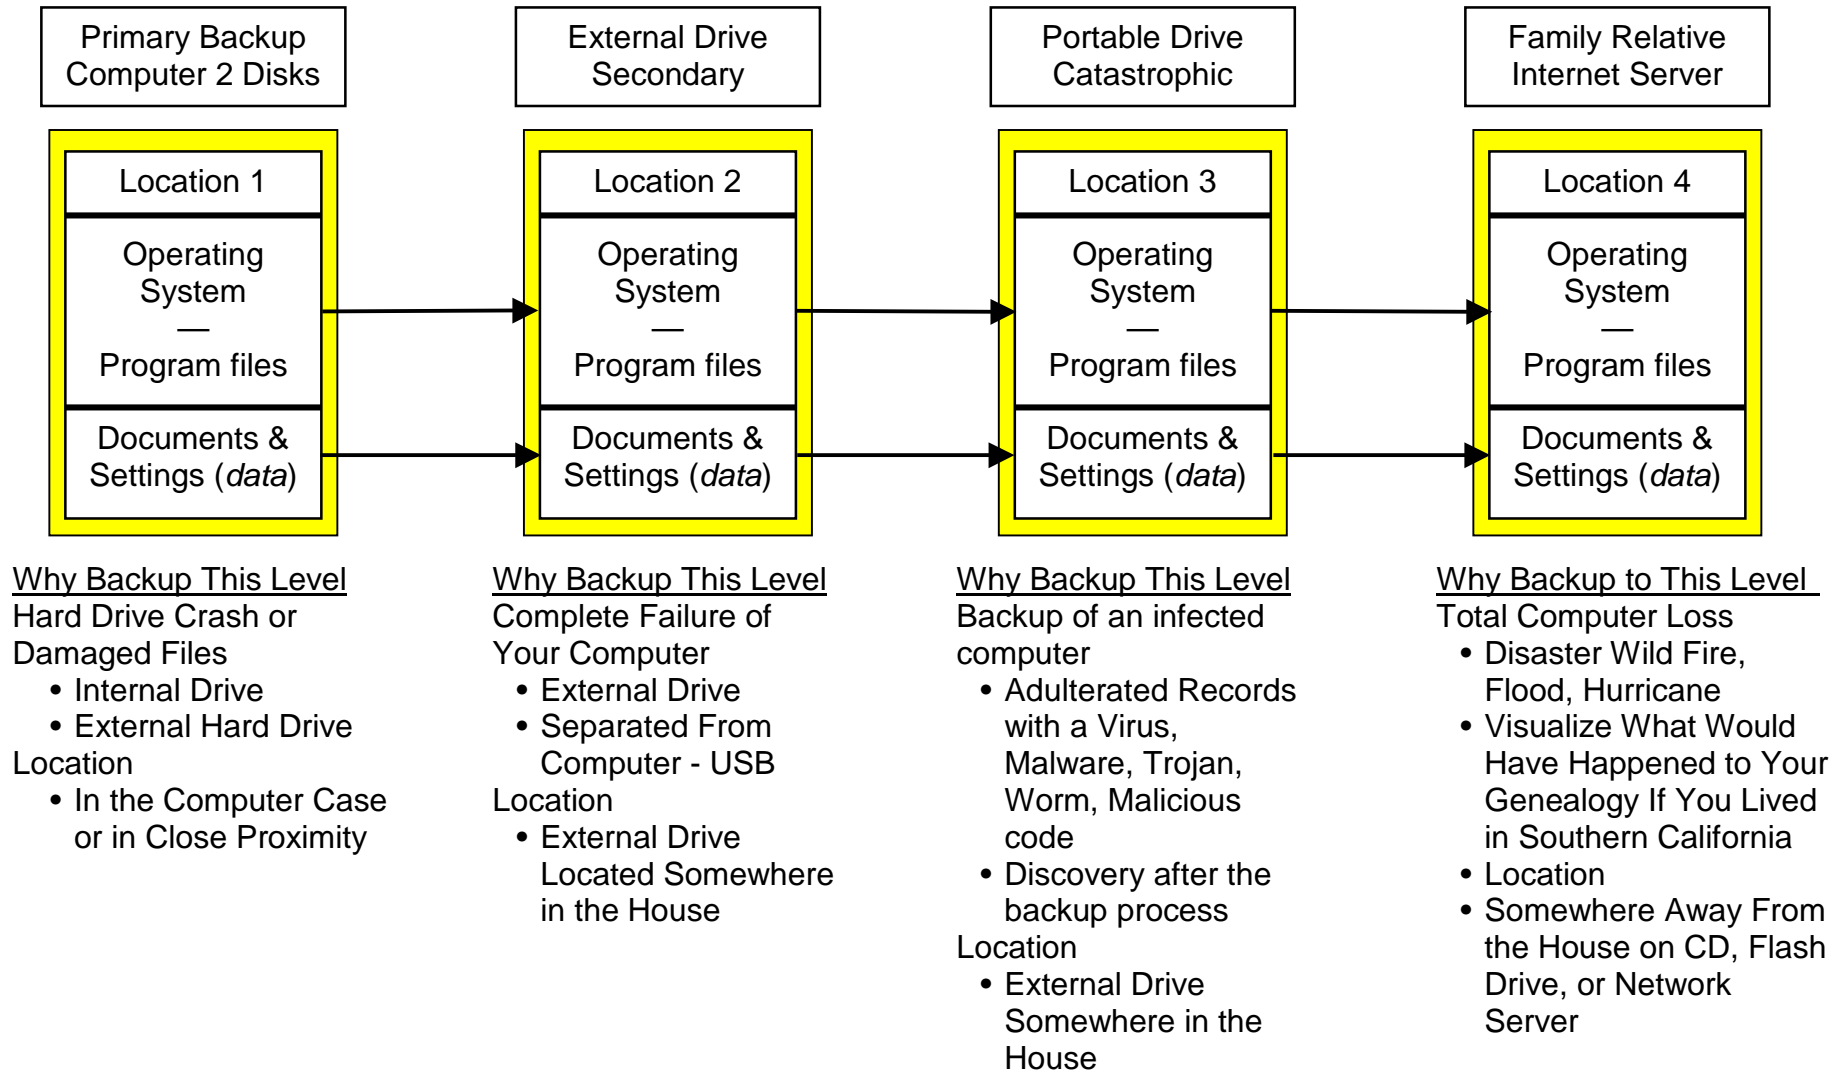 Primary Backup
Computer 2 Disks
External Drive
Secondary
Portable Drive
Catastrophic
Family Relative
Internet Server
Location 1
Operating
System
—
Program files
Documents &
Settings (data)
Location 2
Operating
System
—
Program files
Documents &
Settings (data)
Location 3
Operating
System
—
Program files
Documents &
Settings (data)
Location 4
Operating
System
—
Program files
Documents &
Settings (data)
Why Backup This Level
Hard Drive Crash or
Damaged Files
• Internal Drive
• External Hard Drive
Location
• In the Computer Case
or in Close Proximity
Why Backup This Level
Complete Failure of
Your Computer
• External Drive
• Separated From
Computer - USB
Location
• External Drive
Located Somewhere
in the House
Why Backup This Level
Backup of an infected
computer
• Adulterated Records
with a Virus,
Malware, Trojan,
Worm, Malicious
code
• Discovery after the
backup process
Location
• External Drive
Somewhere in the
House
Why Backup to This Level
Total Computer Loss
• Disaster Wild Fire,
Flood, Hurricane
• Visualize What Would
Have Happened to Your
Genealogy If You Lived
in Southern California
• Location
• Somewhere Away From
the House on CD, Flash
Drive, or Network
Server